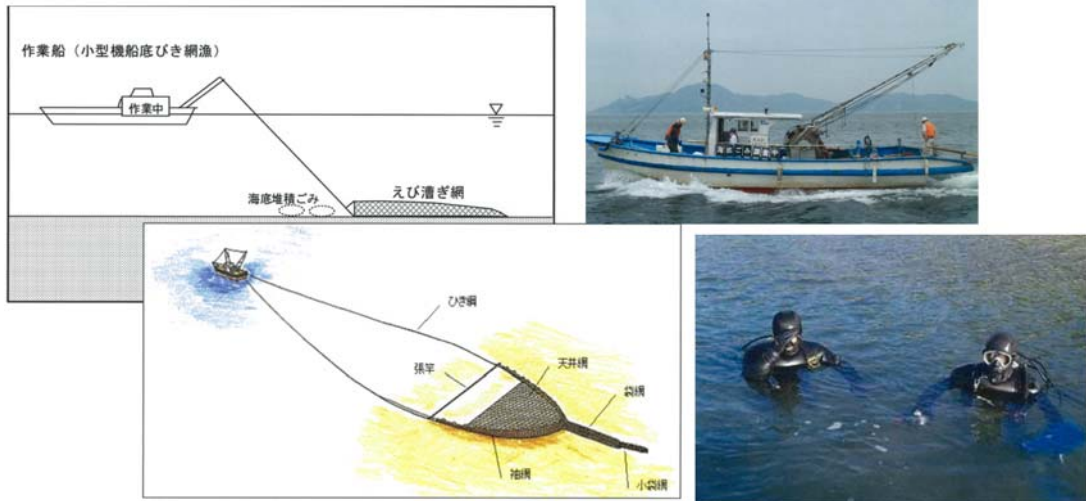 作業船（小型機船底びき網漁）
作業中
海底堆積ごみ
えび漕ぎ網
ひき綱
張竿
天井網
袋網
袖網
小袋網